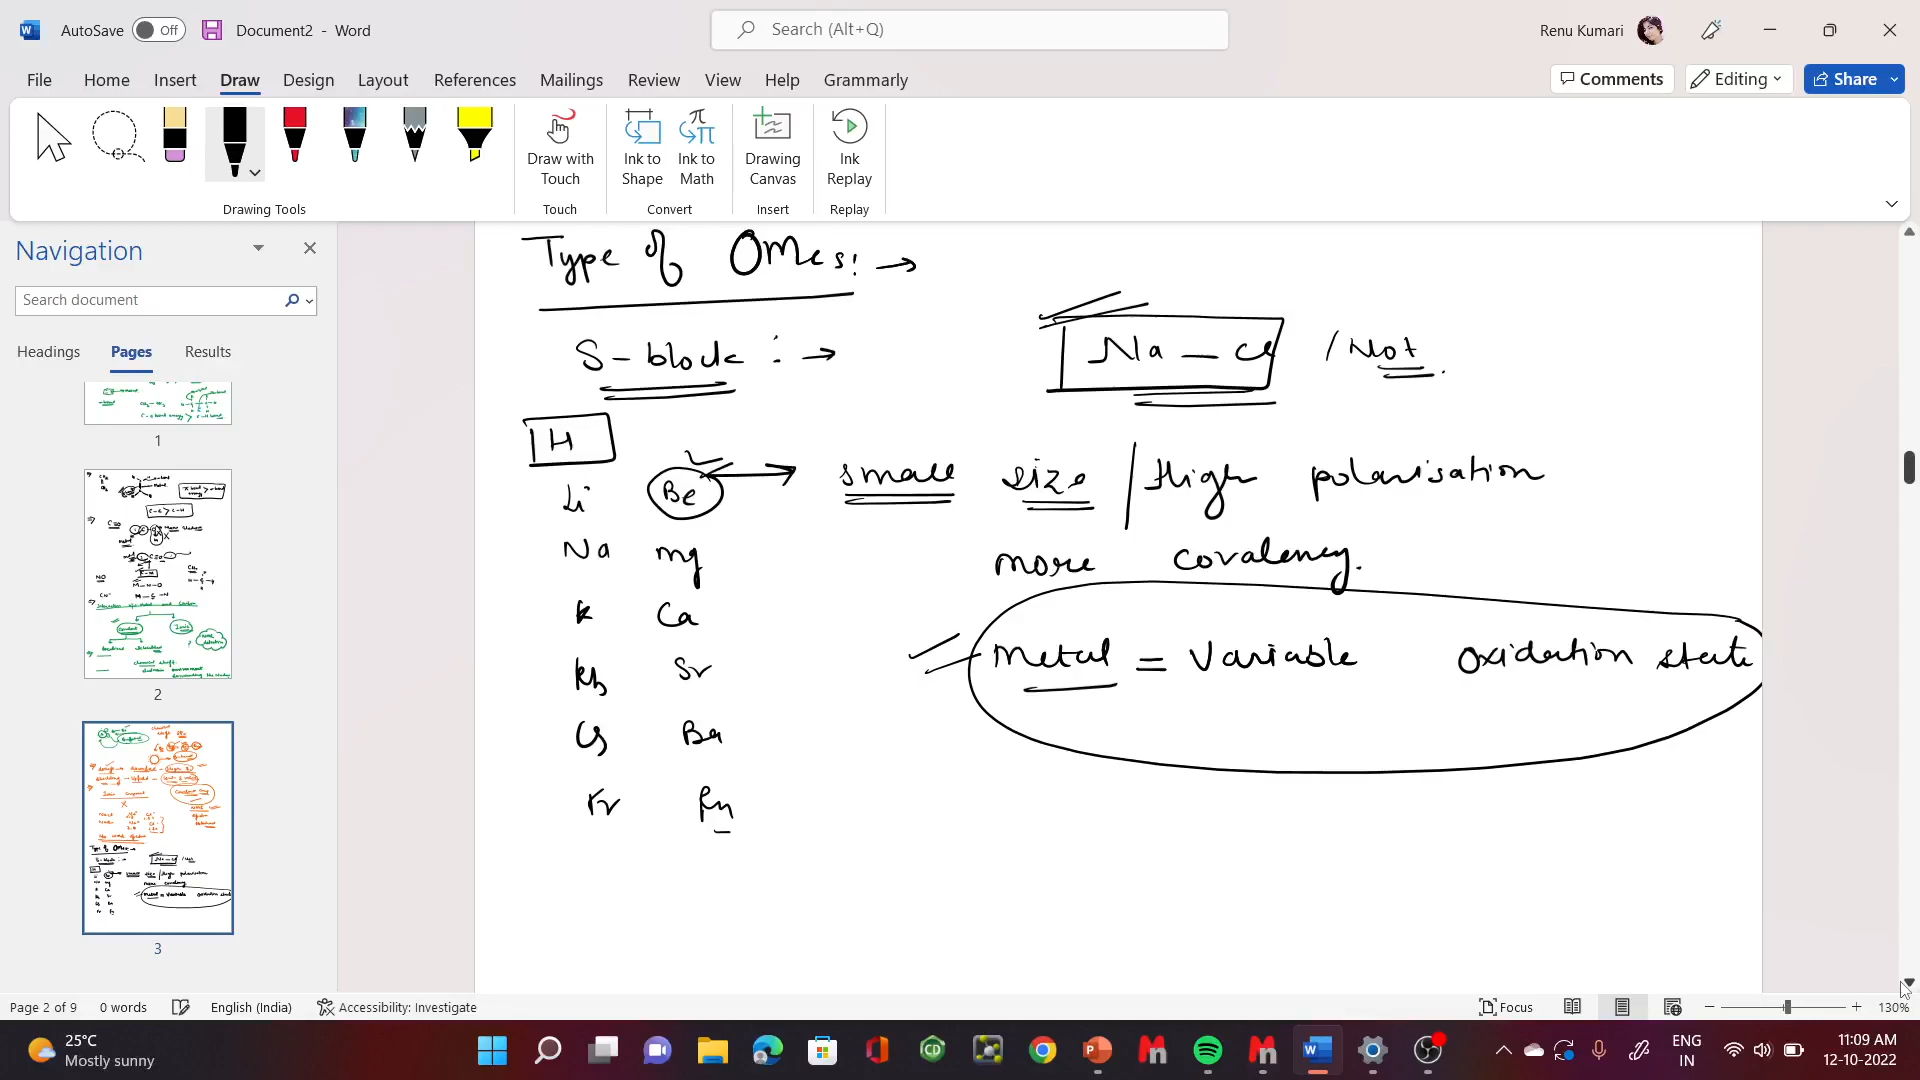 AutoSave Off Document2 - Word Search (Alt+Q) Renu Kumari
File Home Insert Draw Design Layout References Mailings Review View Help Grammarly Comments Editing Share
Draw with Touch
Ink to Shape
Ink to Math
Drawing Canvas
Ink Replay
Drawing Tools Touch Convert Insert Replay
Navigation
Search document
Headings Pages Results
1
2
3
Type of OMcs: →
S-block : →
Na — Cl / Not.
H
Li Be → small size / High polarisation
Na mg more covalency.
K Ca
Rb Sr Metal = Variable Oxidation state
Cs Ba
Fr Rn
Page 2 of 9 0 words English (India) Accessibility: Investigate Focus 130%
25°C
Mostly sunny
ENG
IN
11:09 AM
12-10-2022